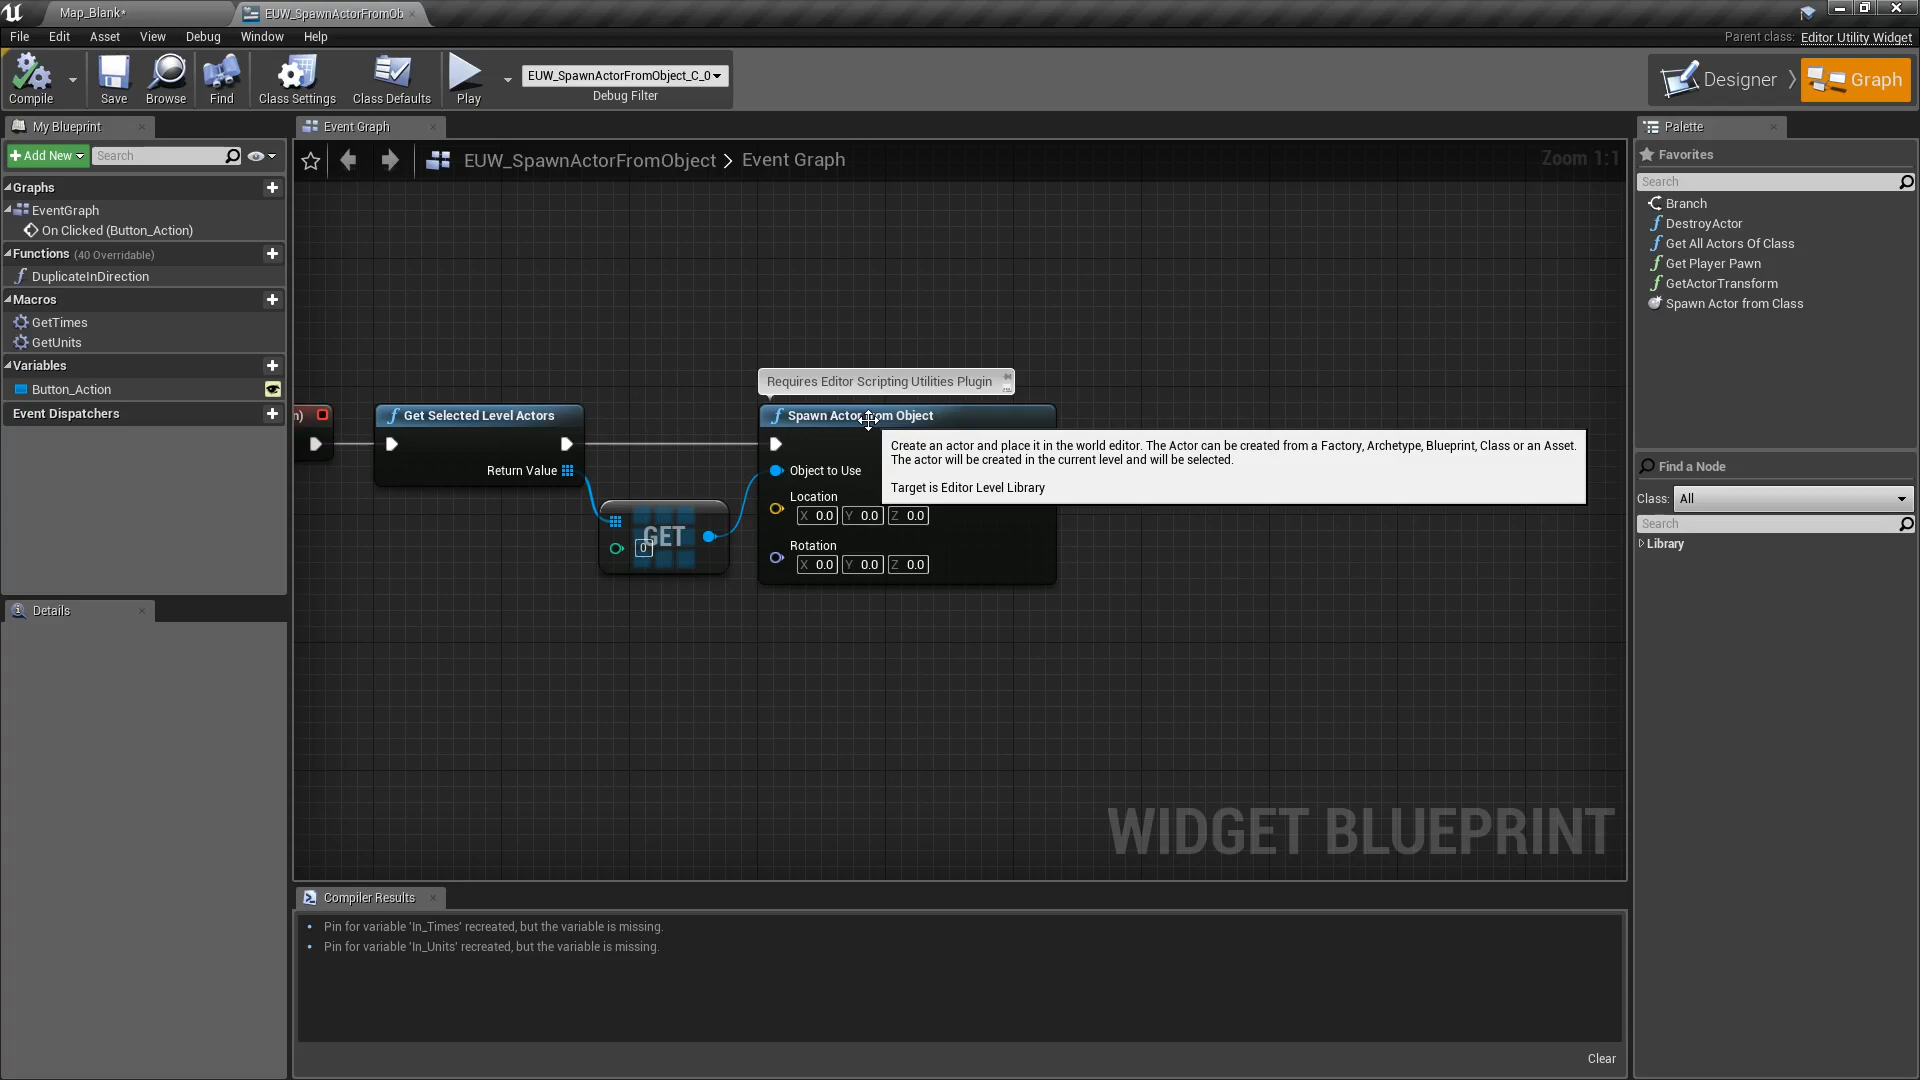 Map_Blank*
EUW_SpawnActorFromOb
File Edit Asset View Debug Window Help
Parent class: Editor Utility Widget
Compile Save Browse Find Class Settings Class Defaults Play
EUW_SpawnActorFromObject_C_0
Debug Filter
Designer
Graph
My Blueprint
Event Graph
Palette
Add New
Search
EUW_SpawnActorFromObject > Event Graph
Zoom 1:1
Favorites
Search
Branch
DestroyActor
Get All Actors Of Class
Get Player Pawn
GetActorTransform
Spawn Actor from Class
Graphs
EventGraph
On Clicked (Button_Action)
Functions (40 Overridable)
DuplicateInDirection
Macros
GetTimes
GetUnits
Variables
Button_Action
Event Dispatchers
Details
n)
Get Selected Level Actors
Return Value
GET
0
Requires Editor Scripting Utilities Plugin
Spawn Actor from Object
Object to Use
Location
X 0.0 Y 0.0 Z 0.0
Rotation
X 0.0 Y 0.0 Z 0.0
Create an actor and place it in the world editor. The Actor can be created from a Factory, Archetype, Blueprint, Class or an Asset.
The actor will be created in the current level and will be selected.
Target is Editor Level Library
Find a Node
Class: All
Search
Library
WIDGET BLUEPRINT
Compiler Results
Pin for variable 'In_Times' recreated, but the variable is missing.
Pin for variable 'In_Units' recreated, but the variable is missing.
Clear